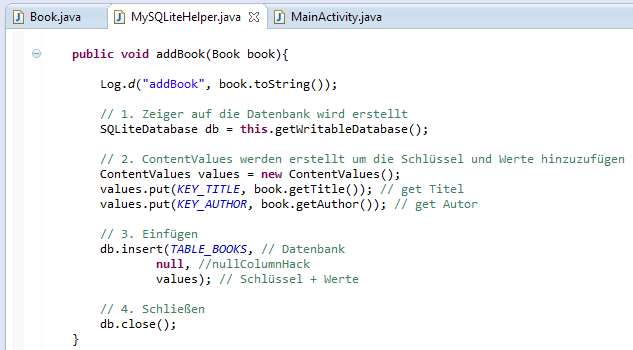 Book.java MySQLiteHelper.java MainActivity.java
public void addBook(Book book){
Log.d("addBook", book.toString());
// 1. Zeiger auf die Datenbank wird erstellt
SQLiteDatabase db = this.getWritableDatabase();
// 2. ContentValues werden erstellt um die Schlüssel und Werte hinzuzufügen
ContentValues values = new ContentValues();
values.put(KEY_TITLE, book.getTitle()); // get Titel
values.put(KEY_AUTHOR, book.getAuthor()); // get Autor
// 3. Einfügen
db.insert(TABLE_BOOKS, // Datenbank
null, //nullColumnHack
values); // Schlüssel + Werte
// 4. Schließen
db.close();
}